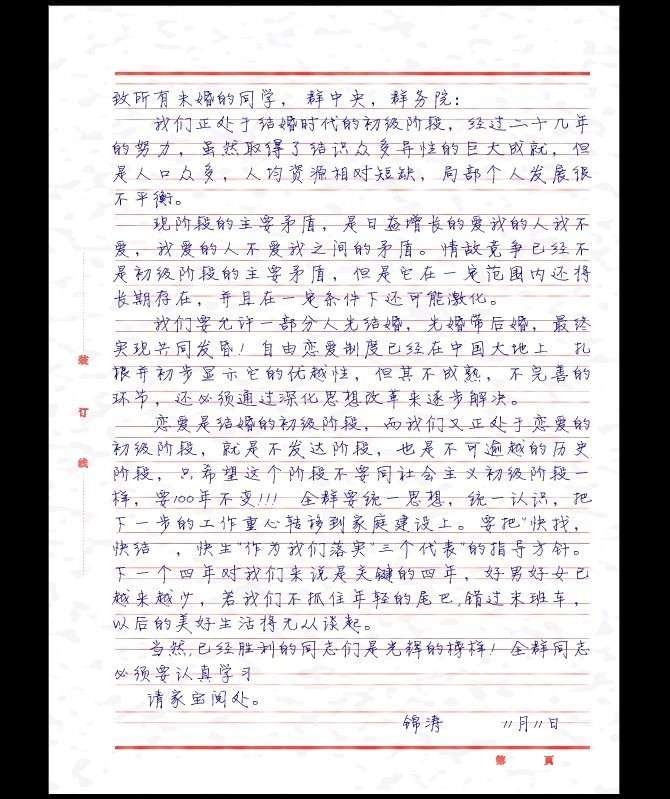 致所有未婚的同学，群中央，群务院：
我们正处于结婚时代的初级阶段，经过二十几年
的努力，虽然取得了结识众多异性的巨大成就，但
是人口众多，人均资源相对短缺，局部个人发展很
不平衡。
现阶段的主要矛盾，是日益增长的爱我的人我不
爱，我爱的人不爱我之间的矛盾。情敌竞争已经不
是初级阶段的主要矛盾，但是它在一定范围内还将
长期存在，并且在一定条件下还可能激化。
我们要允许一部分人先结婚，先婚带后婚，最终
实现共同发昏！自由恋爱制度已经在中国大地上 扎
根并初步显示它的优越性，但其不成熟，不完善的
环节，还必须通过深化思想改革来逐步解决。
恋爱是结婚的初级阶段，而我们又正处于恋爱的
初级阶段，就是不发达阶段，也是不可逾越的历史
阶段，只希望这个阶段不要同社会主义初级阶段一
样，要100年不变!!! 全群要统一思想，统一认识，把
下一步的工作重心转移到家庭建设上。要把"快找，
快结 ，快生"作为我们落实"三个代表"的指导方针。
下一个四年对我们来说是关键的四年，好男好女已
越来越少，若我们不抓住年轻的尾巴,错过末班车，
以后的美好生活将无从谈起。
当然,已经胜利的同志们是光辉的榜样！全群同志
必须要认真学习
请家宝阅处。
锦涛 11月11日
装
订
线
第 页